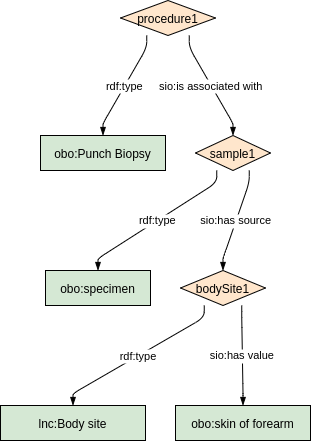 procedure1
rdf:type
sio:is associated with
obo:Punch Biopsy
sample1
rdf:type
sio:has source
obo:specimen
bodySite1
rdf:type
sio:has value
lnc:Body site
obo:skin of forearm